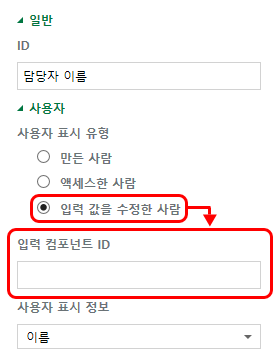 일반
ID
담당자 이름
사용자
사용자 표시 유형
만든 사람
액세스한 사람
입력 값을 수정한 사람
입력 컴포넌트 ID
사용자 표시 정보
이름